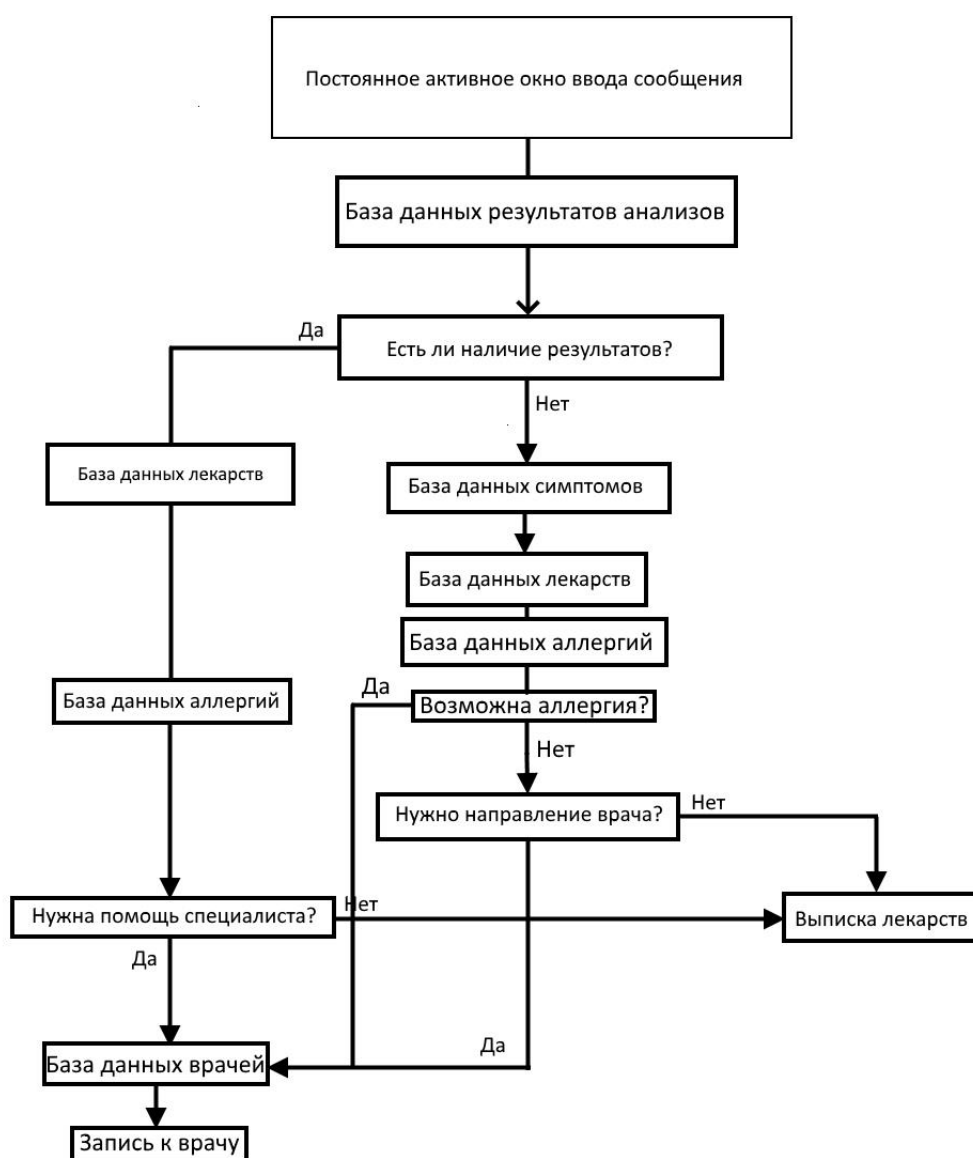 Постоянное активное окно ввода сообщения
База данных результатов анализов
Да
Есть ли наличие результатов?
Нет
База данных лекарств
База данных симптомов
База данных лекарств
База данных аллергий
База данных аллергий
Да
Возможна аллергия?
Нет
Нужно направление врача?
Нет
Нужна помощь специалиста?
Нет
Выписка лекарств
Да
База данных врачей
Да
Запись к врачу